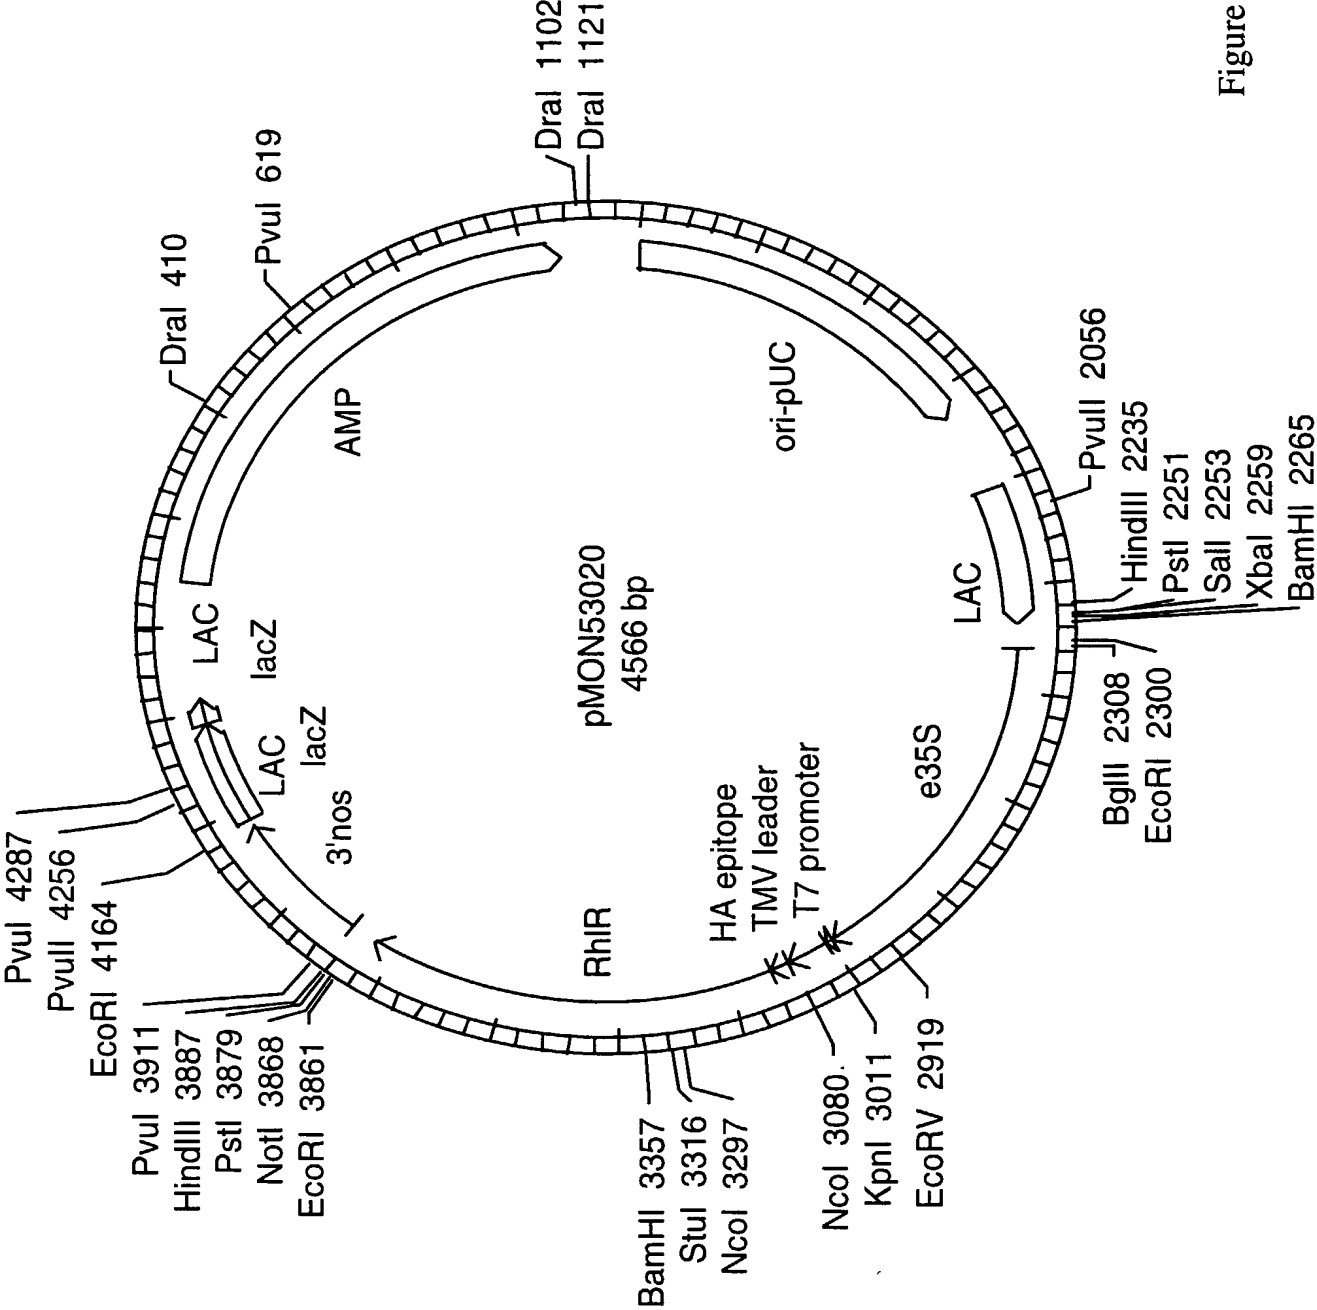 Figure
DraI 1102
DraI 1121
PvuI 619
DraI 410
AMP
ori-pUC
PvuII 2056
HindIII 2235
PstI 2251
SalI 2253
XbaI 2259
BamHI 2265
LAC
LAC
lacZ
LAC
lacZ
pMON53020
4566 bp
BglII 2308
EcoRI 2300
e35S
HA epitope
TMV leader
T7 promoter
3'nos
RhlR
PvuI 4287
PvuII 4256
EcoRI 4164
PvuI 3911
HindIII 3887
PstI 3879
NotI 3868
EcoRI 3861
BamHI 3357
StuI 3316
NcoI 3297
NcoI 3080.
KpnI 3011
EcoRV 2919